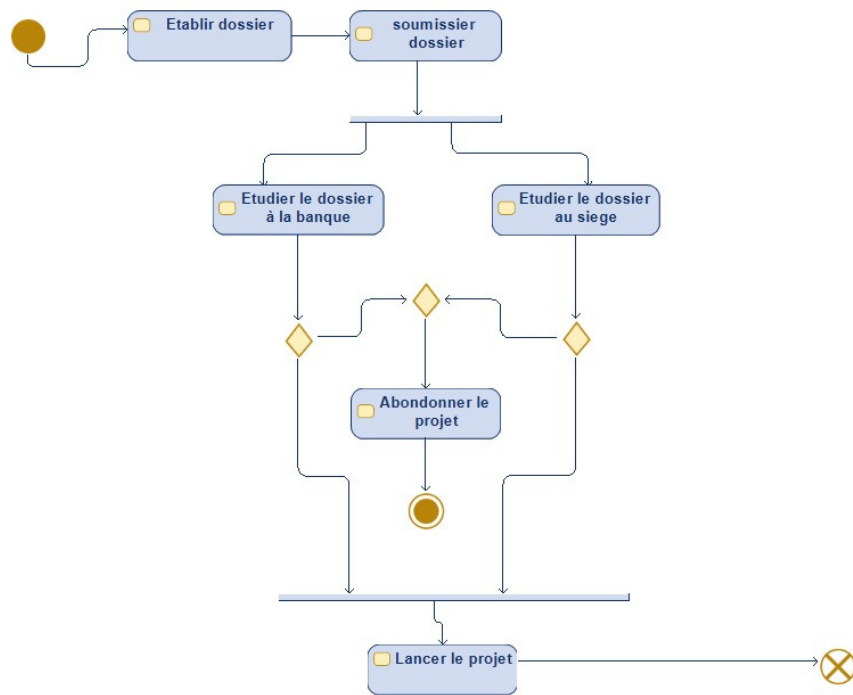 Etablir dossier
soumissier
dossier
Etudier le dossier
à la banque
Etudier le dossier
au siege
Abondonner le
projet
Lancer le projet